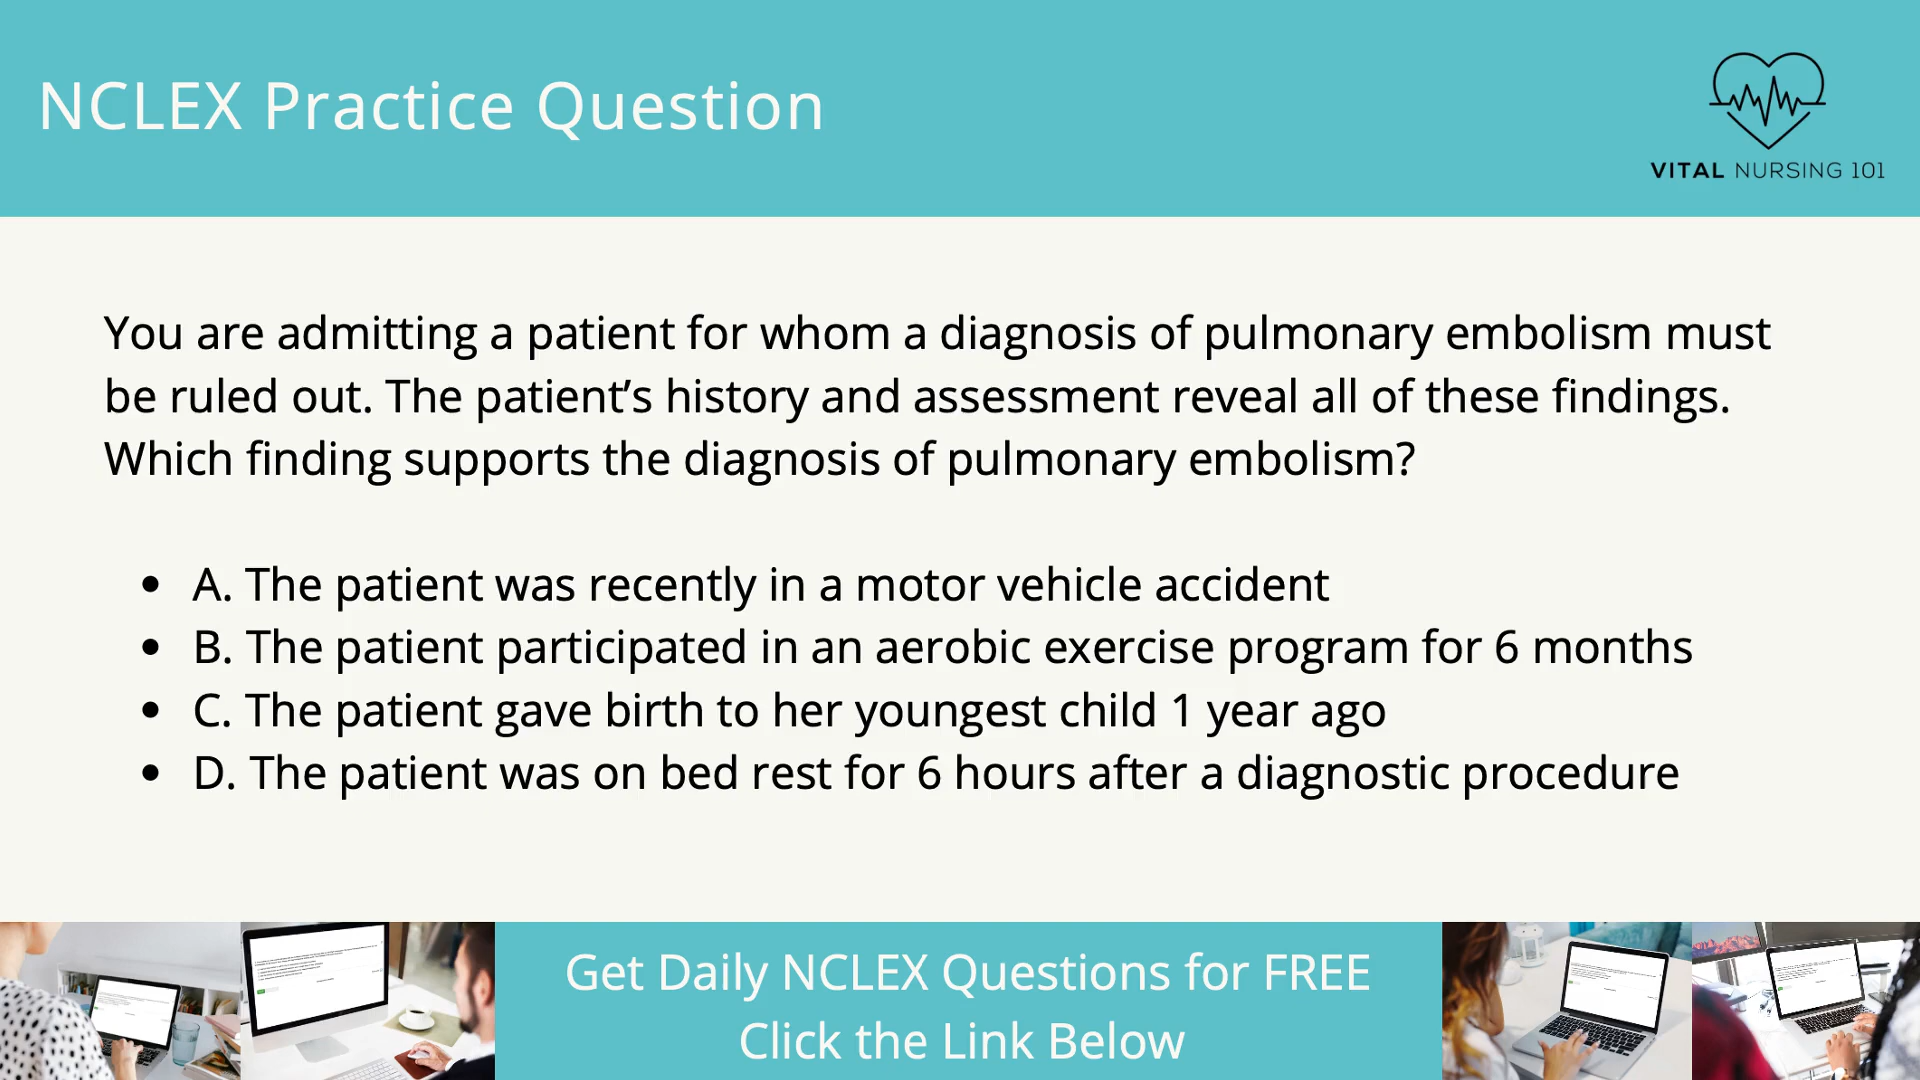 NCLEX Practice Question
VITAL NURSING 101
You are admitting a patient for whom a diagnosis of pulmonary embolism must
be ruled out. The patient’s history and assessment reveal all of these findings.
Which finding supports the diagnosis of pulmonary embolism?
• A. The patient was recently in a motor vehicle accident
• B. The patient participated in an aerobic exercise program for 6 months
• C. The patient gave birth to her youngest child 1 year ago
• D. The patient was on bed rest for 6 hours after a diagnostic procedure
Get Daily NCLEX Questions for FREE
Click the Link Below